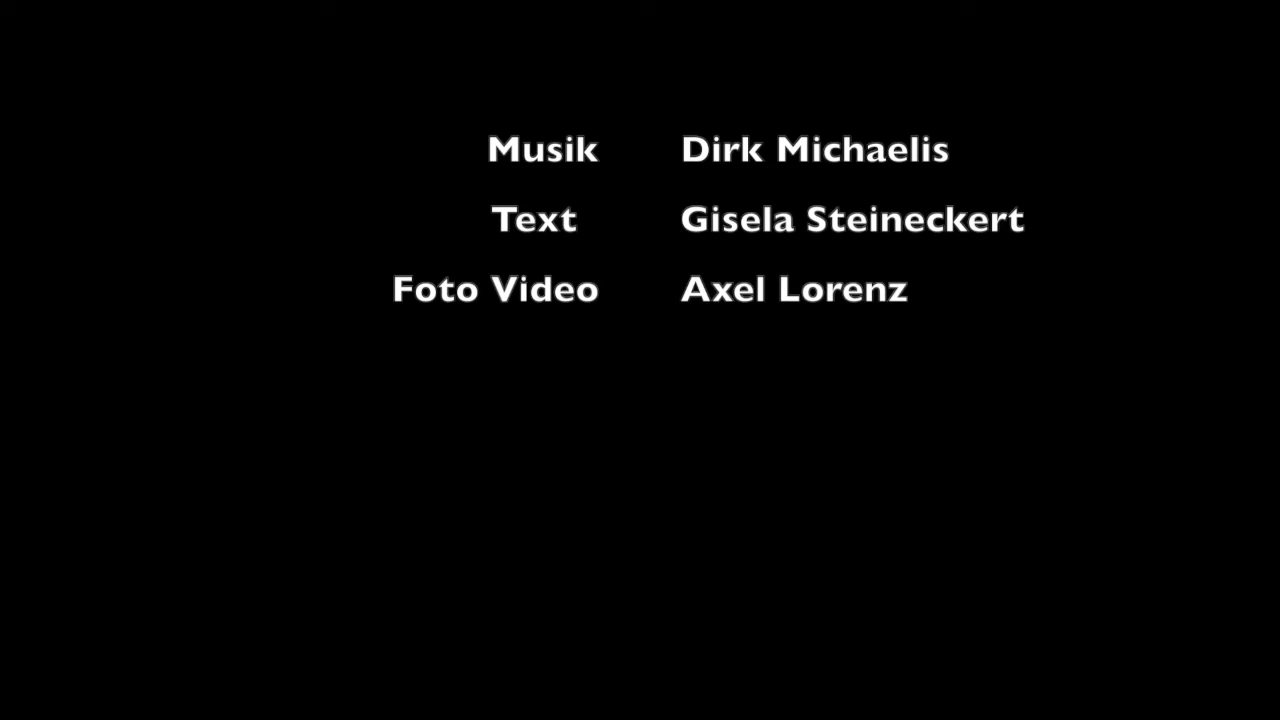 Musik Dirk Michaelis
Text Gisela Steineckert
Foto Video Axel Lorenz